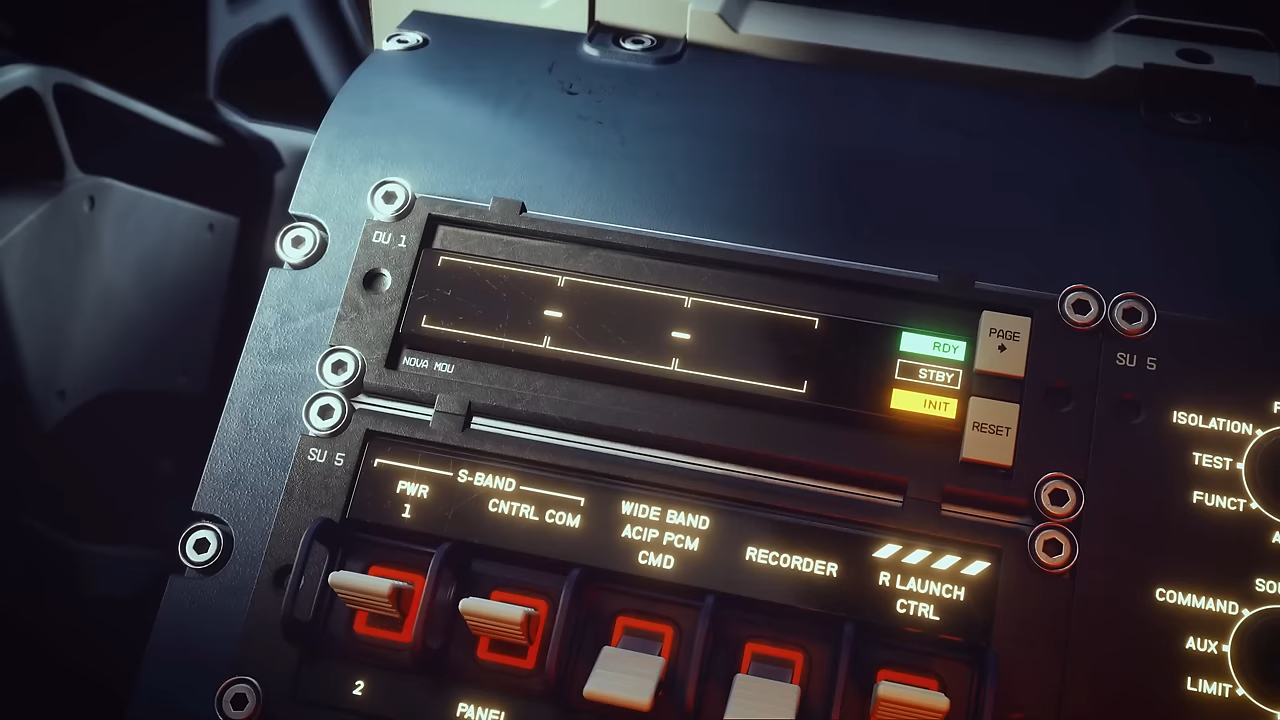 DU 1
PAGE
RDY
STBY
INIT
NOVA MDU
RESET
SU 5
SU 5
S-BAND
PWR
1
CNTRL COM
WIDE BAND
ACIP PCM
CMD
RECORDER
R LAUNCH
CTRL
2
PANEL
ISOLATION
TEST
FUNCT
COMMAND
AUX
LIMIT